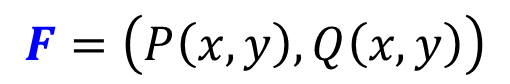 F = (P(x, y), Q(x, y))